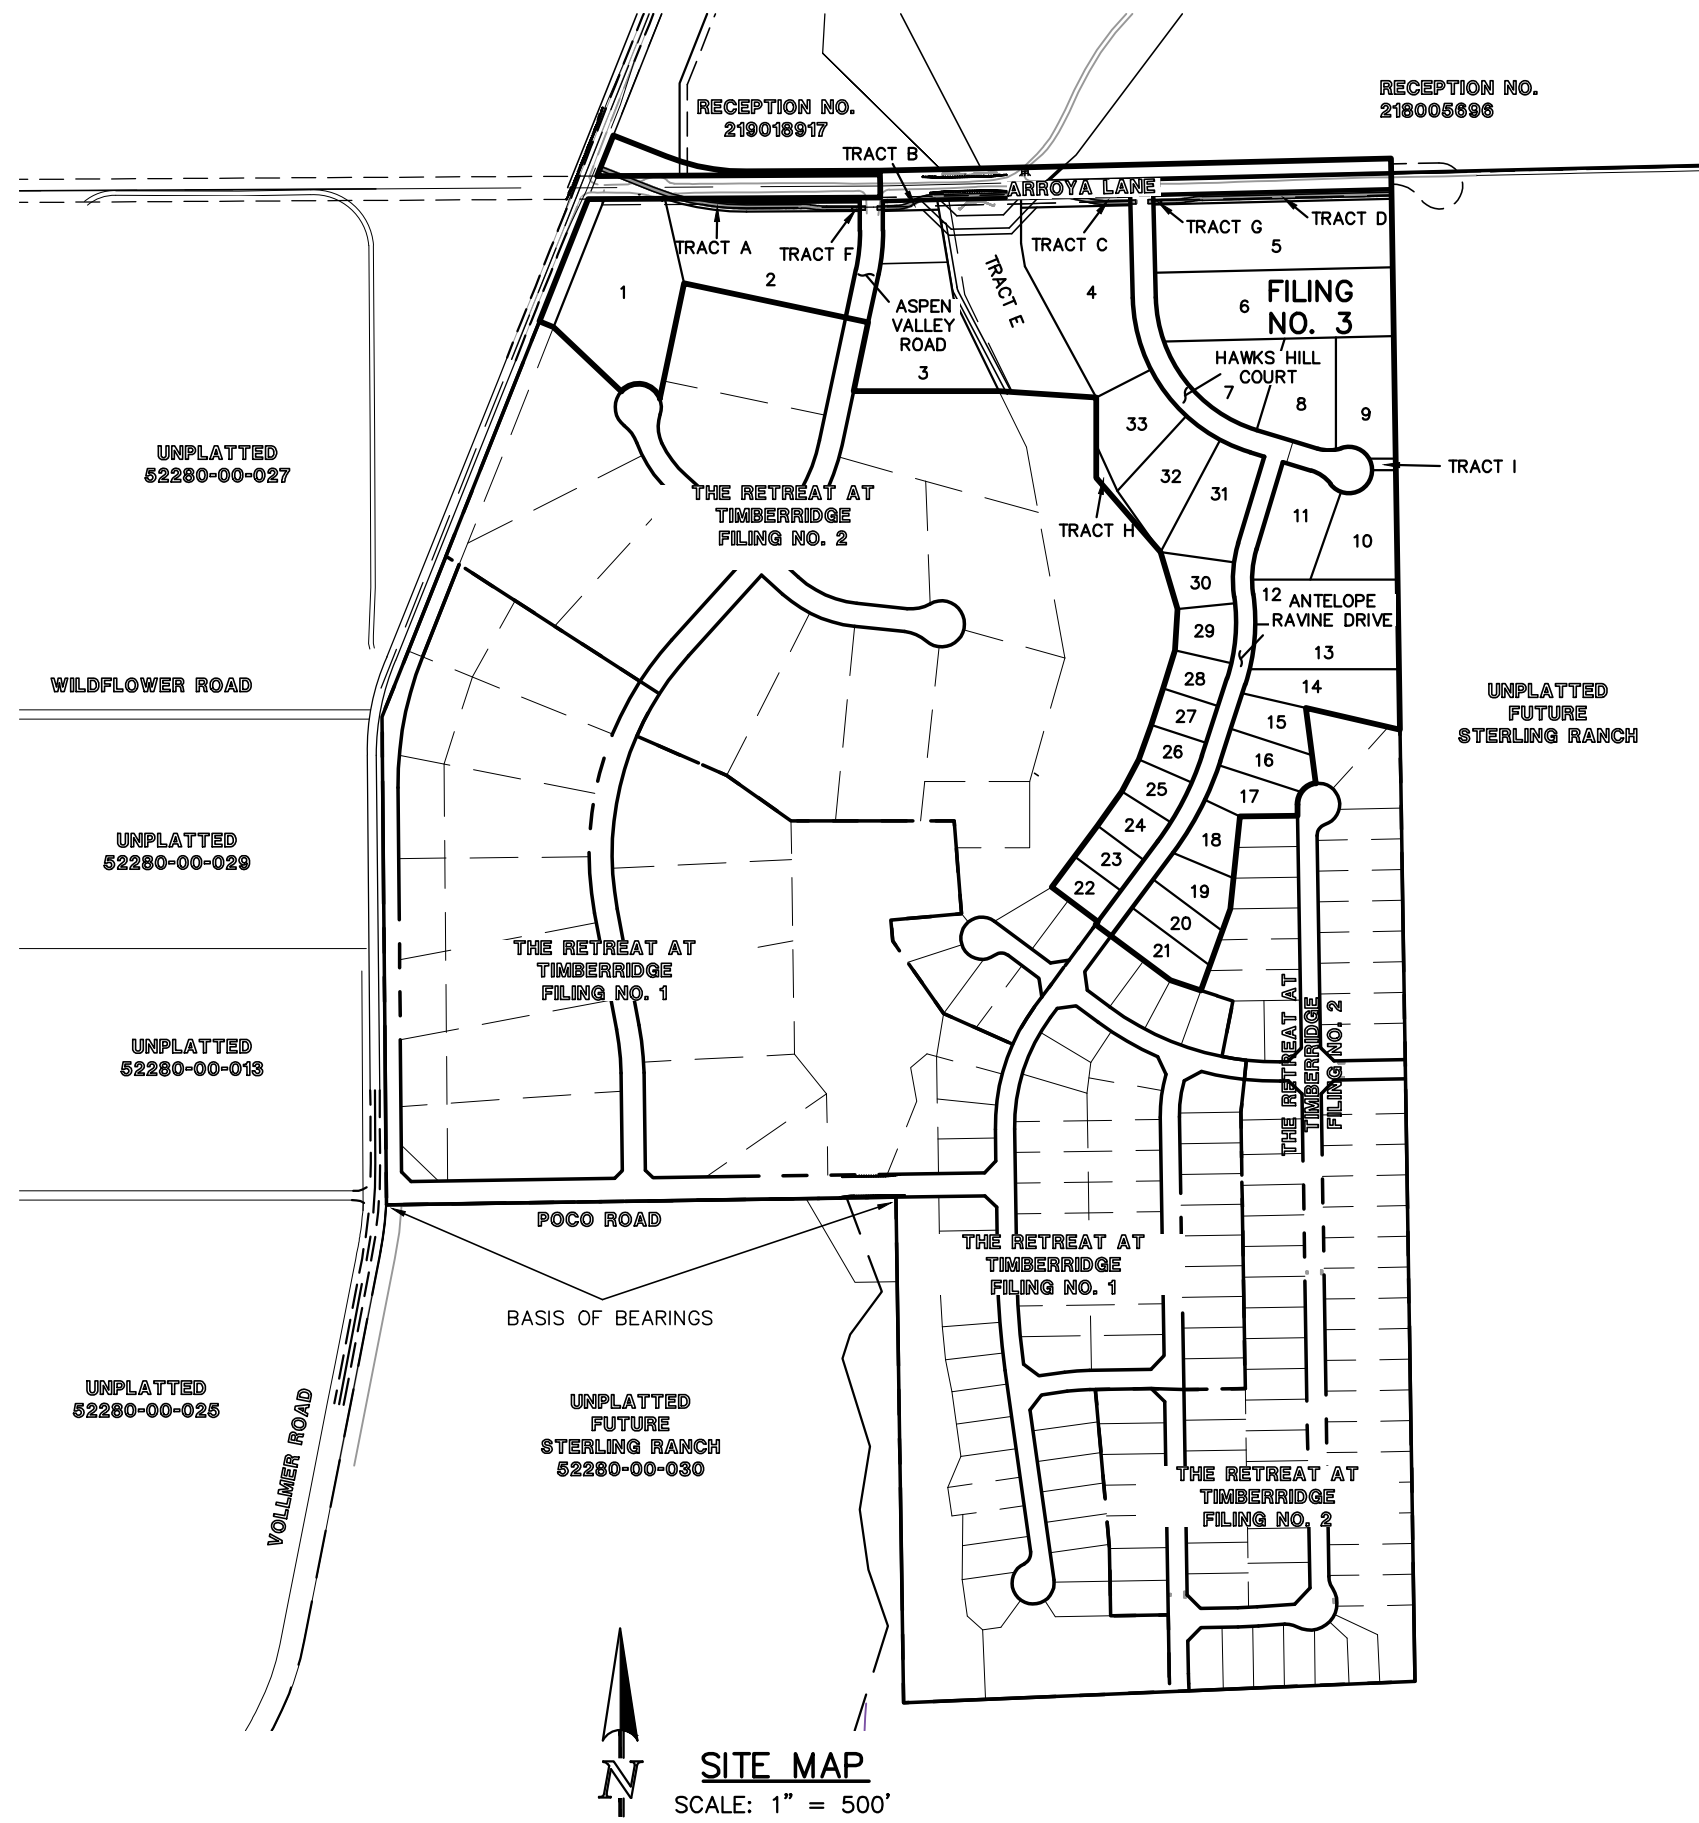 RECEPTION NO.
218005696
RECEPTION NO.
219018917
TRACT B
ARROYA LANE
TRACT A
TRACT F
TRACT C
TRACT G
TRACT D
TRACT E
1
2
ASPEN
VALLEY
ROAD
3
4
5
6
FILING
NO. 3
HAWKS HILL
COURT
7
8
9
33
32
31
TRACT I
TRACT H
11
10
UNPLATTED
52280-00-027
THE RETREAT AT
TIMBERRIDGE
FILING NO. 2
30
12
ANTELOPE
RAVINE DRIVE
29
13
28
14
27
15
26
16
25
17
24
18
23
22
19
20
21
WILDFLOWER ROAD
UNPLATTED
FUTURE
STERLING RANCH
UNPLATTED
52280-00-029
THE RETREAT AT
TIMBERRIDGE
FILING NO. 1
THE RETREAT AT
TIMBERRIDGE
FILING NO. 2
UNPLATTED
52280-00-013
POCO ROAD
THE RETREAT AT
TIMBERRIDGE
FILING NO. 1
BASIS OF BEARINGS
UNPLATTED
52280-00-025
VOLLMER ROAD
UNPLATTED
FUTURE
STERLING RANCH
52280-00-030
THE RETREAT AT
TIMBERRIDGE
FILING NO. 2
N
SITE MAP
SCALE: 1" = 500'